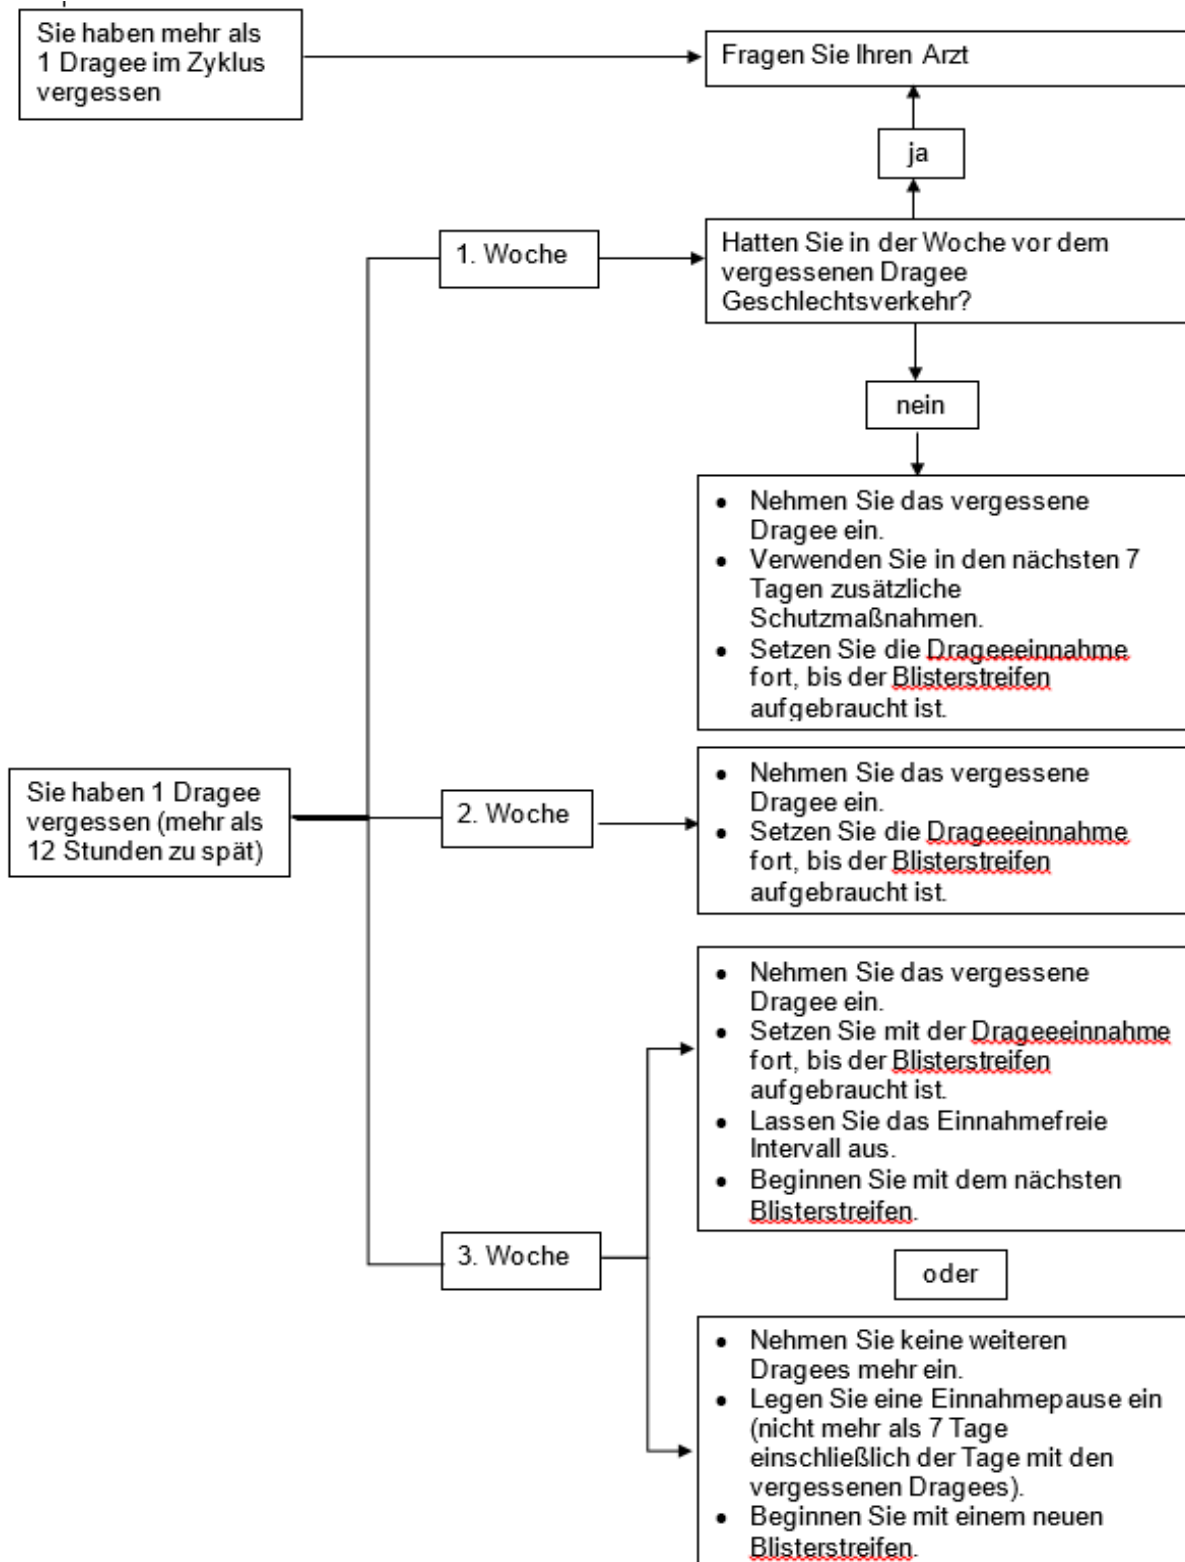 Sie haben mehr als
1 Dragee im Zyklus
vergessen
Fragen Sie Ihren Arzt
ja
1. Woche
Hatten Sie in der Woche vor dem
vergessenen Dragee
Geschlechtsverkehr?
nein
• Nehmen Sie das vergessene
Dragee ein.
• Verwenden Sie in den nächsten 7
Tagen zusätzliche
Schutzmaßnahmen.
• Setzen Sie die Drageeeinnahme
fort, bis der Blisterstreifen
aufgebraucht ist.
Sie haben 1 Dragee
vergessen (mehr als
12 Stunden zu spät)
2. Woche
• Nehmen Sie das vergessene
Dragee ein.
• Setzen Sie die Drageeeinnahme
fort, bis der Blisterstreifen
aufgebraucht ist.
3. Woche
• Nehmen Sie das vergessene
Dragee ein.
• Setzen Sie mit der Drageeeinnahme
fort, bis der Blisterstreifen
aufgebraucht ist.
• Lassen Sie das Einnahmefreie
Intervall aus.
• Beginnen Sie mit dem nächsten
Blisterstreifen.
oder
• Nehmen Sie keine weiteren
Dragees mehr ein.
• Legen Sie eine Einnahmepause ein
(nicht mehr als 7 Tage
einschließlich der Tage mit den
vergessenen Dragees).
• Beginnen Sie mit einem neuen
Blisterstreifen.